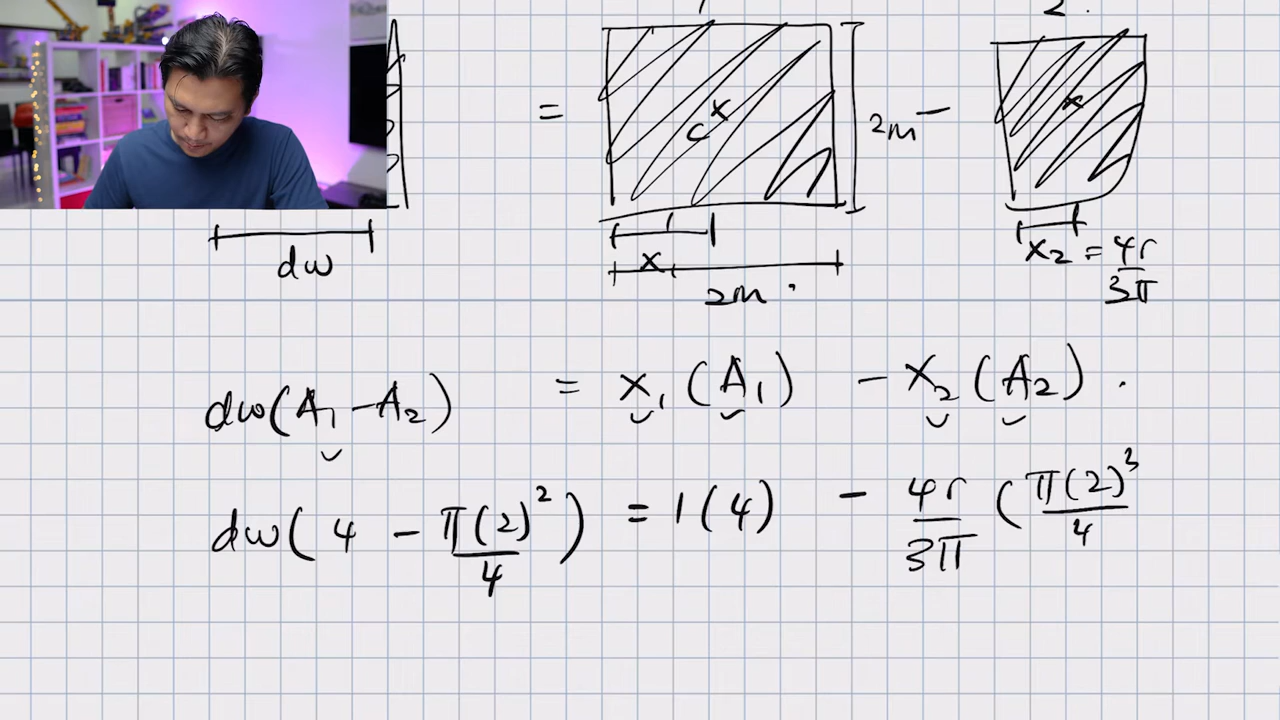 2.
= c x 2m − x
x 2m . x₂ = 4r/3π
dw
dw(A₁ − A₂) = x₁ (A₁) − x₂ (A₂) .
dw( 4 − π(2)²/4 ) = 1(4) − 4r/3π ( π(2)³/4